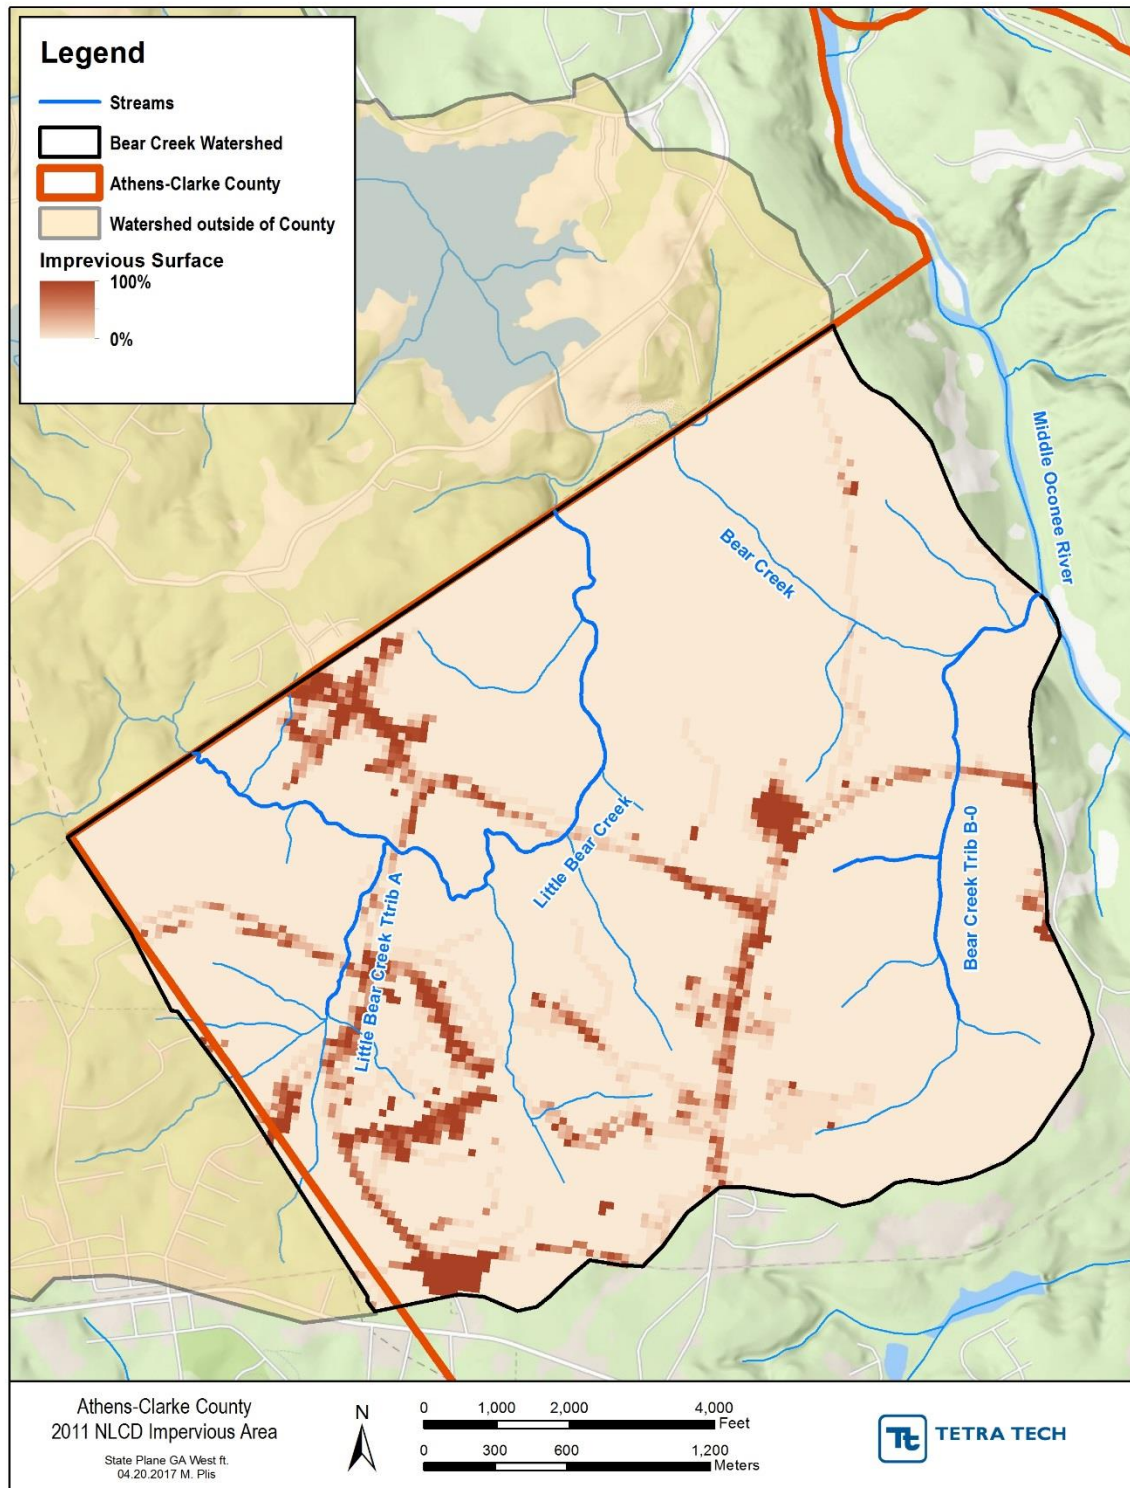 Legend
Streams
Bear Creek Watershed
Athens-Clarke County
Watershed outside of County
Imprevious Surface
100%
0%
Middle Oconee River
Bear Creek
Little Bear Creek
Bear Creek Trib B-0
Little Bear Creek Ttrib A
Athens-Clarke County
2011 NLCD Impervious Area
State Plane GA West ft.
04.20.2017 M. Plis
N
0 1,000 2,000 4,000
Feet
0 300 600 1,200
Meters
Tt TETRA TECH